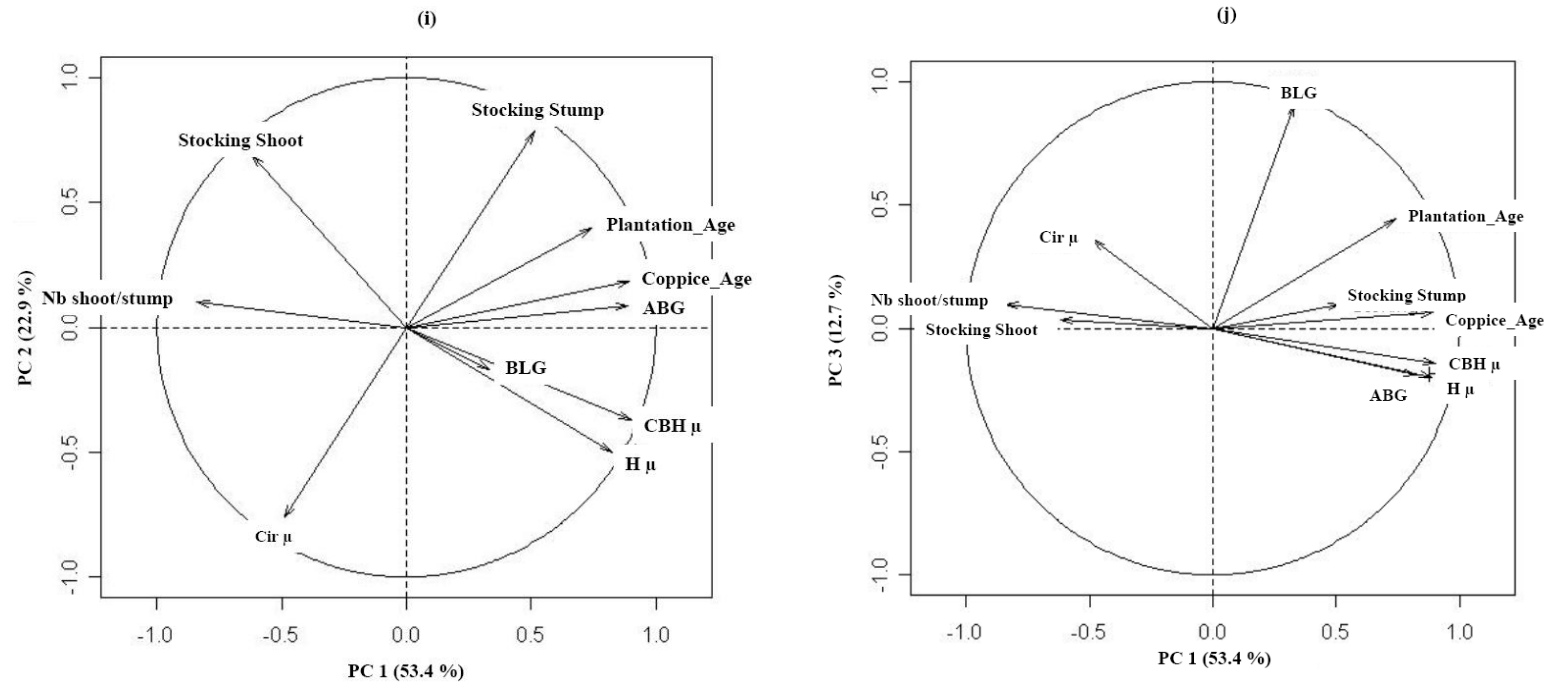 (i)
1.0
0.5
0.0
-0.5
-1.0
PC 2 (22.9 %)
Stocking Stump
Stocking Shoot
Plantation_Age
Coppice_Age
ABG
Nb shoot/stump
BLG
CBH µ
H µ
Cir µ
-1.0 -0.5 0.0 0.5 1.0
PC 1 (53.4 %)
(j)
1.0
0.5
0.0
-0.5
-1.0
PC 3 (12.7 %)
BLG
Plantation_Age
Cir µ
Stocking Stump
Nb shoot/stump
Coppice_Age
Stocking Shoot
CBH µ
H µ
ABG
-1.0 -0.5 0.0 0.5 1.0
PC 1 (53.4 %)